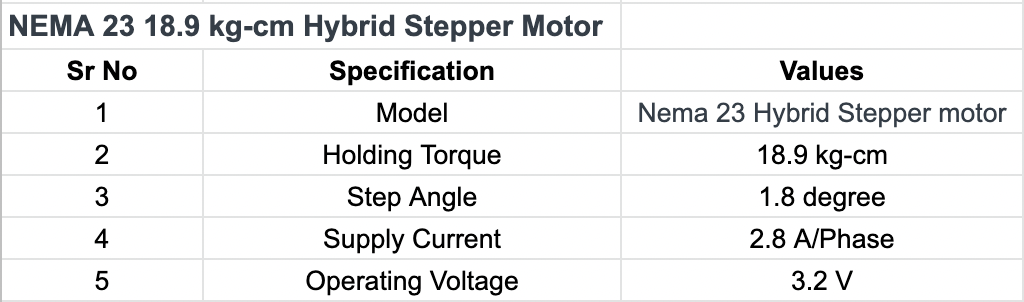 NEMA 23 18.9 kg-cm Hybrid Stepper Motor
Sr No Specification Values
1 Model Nema 23 Hybrid Stepper motor
2 Holding Torque 18.9 kg-cm
3 Step Angle 1.8 degree
4 Supply Current 2.8 A/Phase
5 Operating Voltage 3.2 V